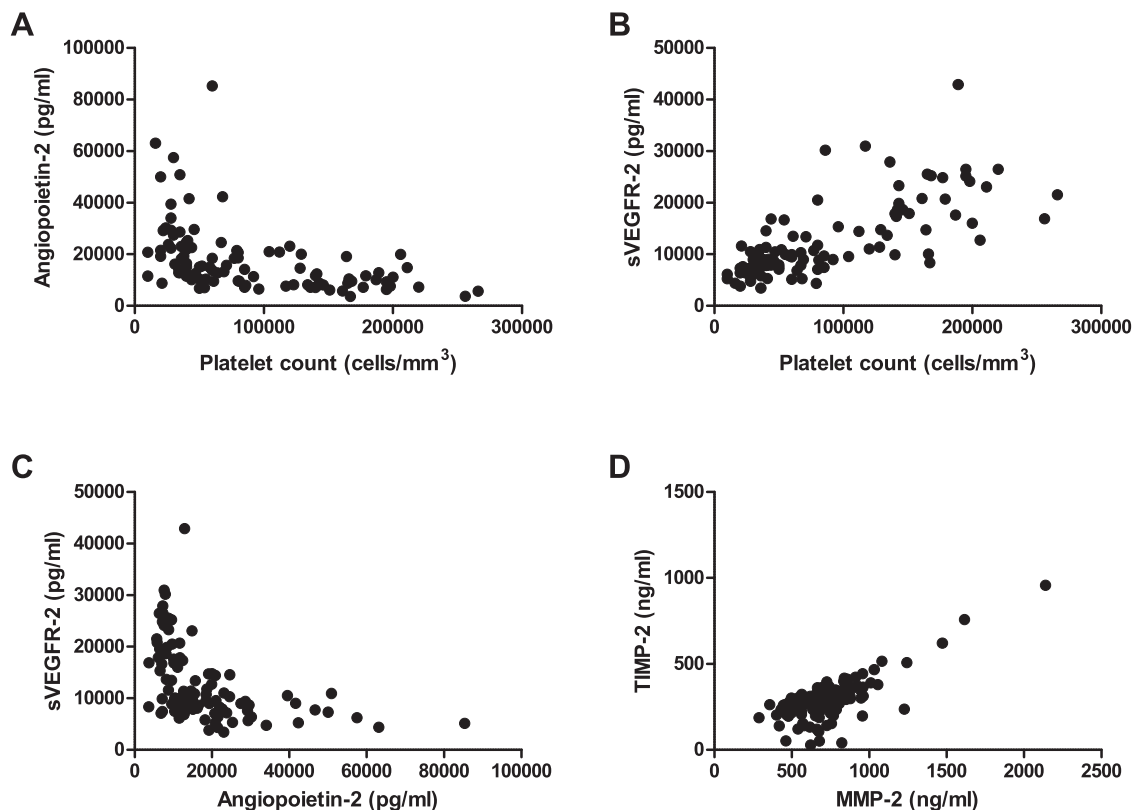 A
Angiopoietin-2 (pg/ml)
100000
80000
60000
40000
20000
0
0 100000 200000 300000
Platelet count (cells/mm³)
B
sVEGFR-2 (pg/ml)
50000
40000
30000
20000
10000
0
0 100000 200000 300000
Platelet count (cells/mm³)
C
sVEGFR-2 (pg/ml)
50000
40000
30000
20000
10000
0
0 20000 40000 60000 80000 100000
Angiopoietin-2 (pg/ml)
D
TIMP-2 (ng/ml)
1500
1000
500
0
0 500 1000 1500 2000 2500
MMP-2 (ng/ml)